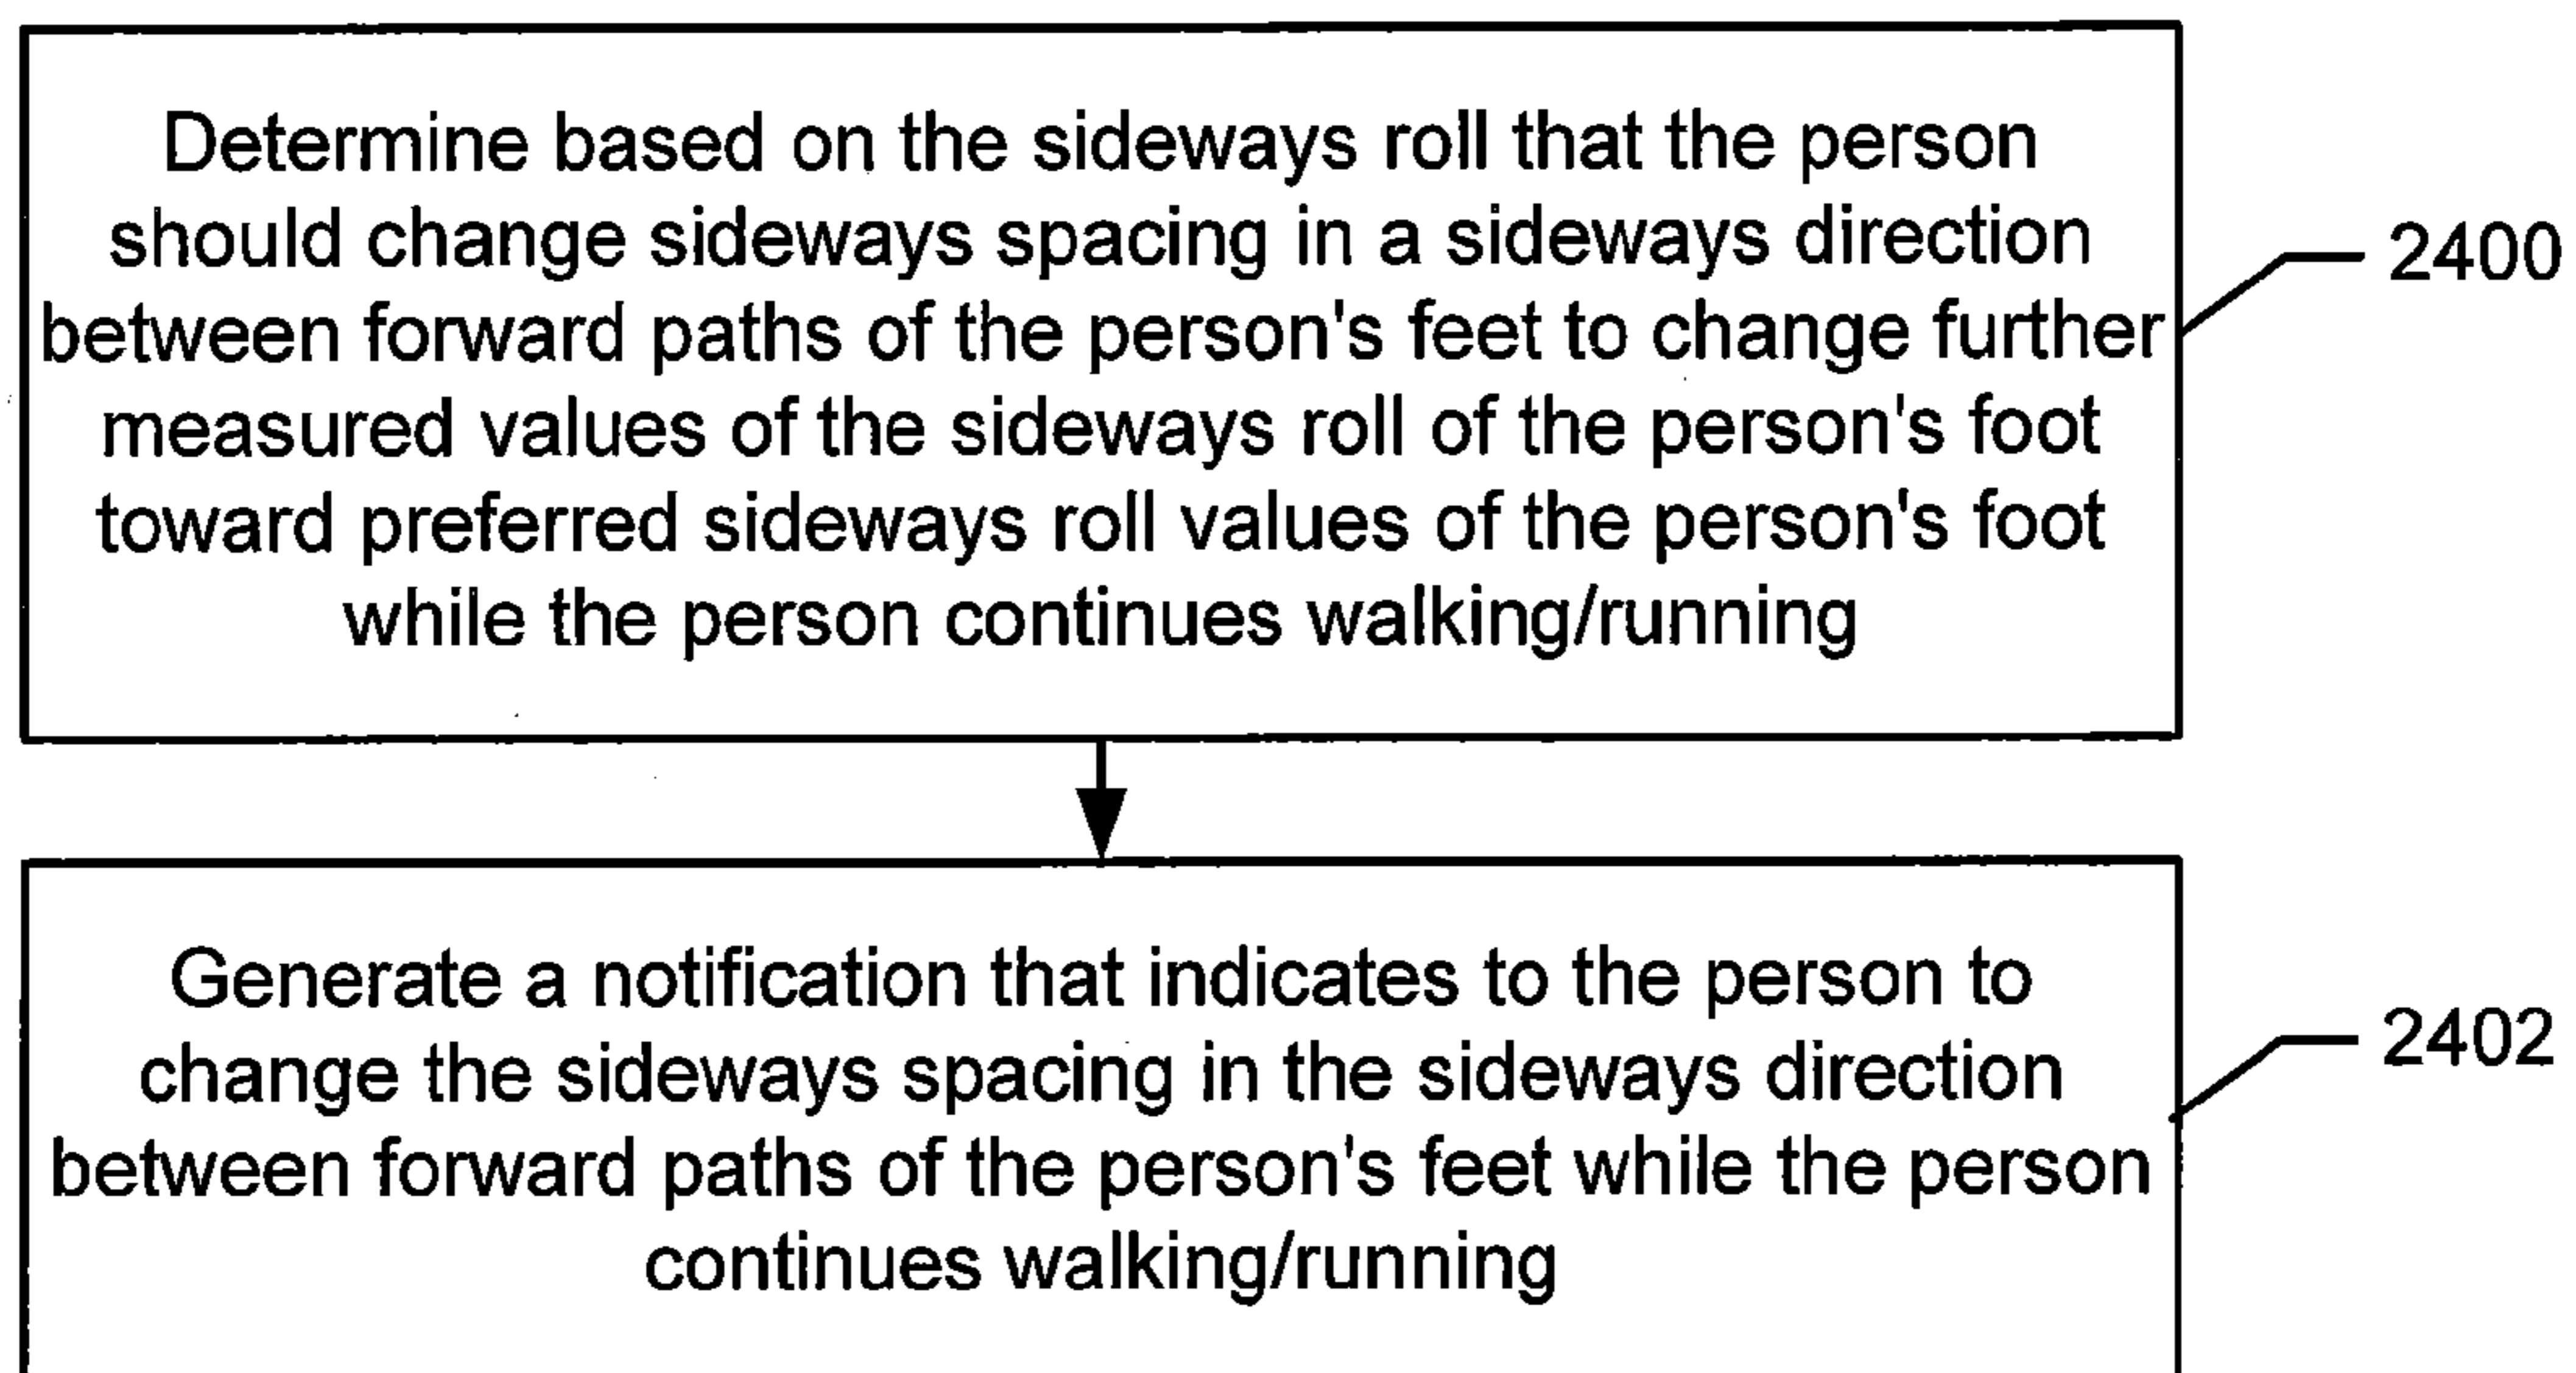 Determine based on the sideways roll that the person
should change sideways spacing in a sideways direction
between forward paths of the person's feet to change further
measured values of the sideways roll of the person's foot
toward preferred sideways roll values of the person's foot
while the person continues walking/running
2400
Generate a notification that indicates to the person to
change the sideways spacing in the sideways direction
between forward paths of the person's feet while the person
continues walking/running
2402